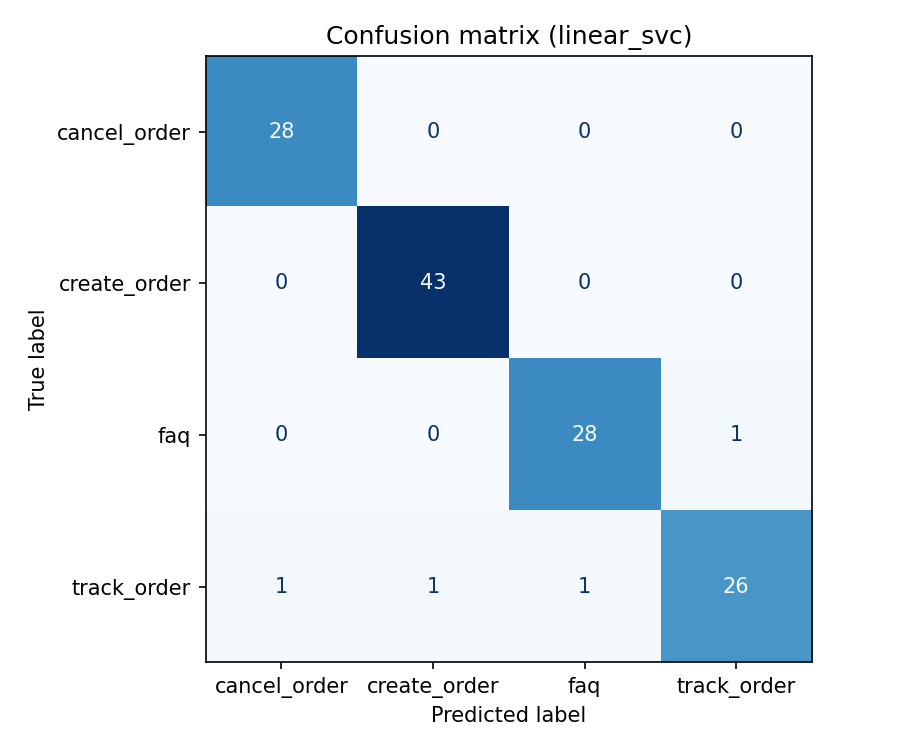 Confusion matrix (linear_svc)
True label
cancel_order 28 0 0 0
create_order 0 43 0 0
faq 0 0 28 1
track_order 1 1 1 26
cancel_order create_order faq track_order
Predicted label